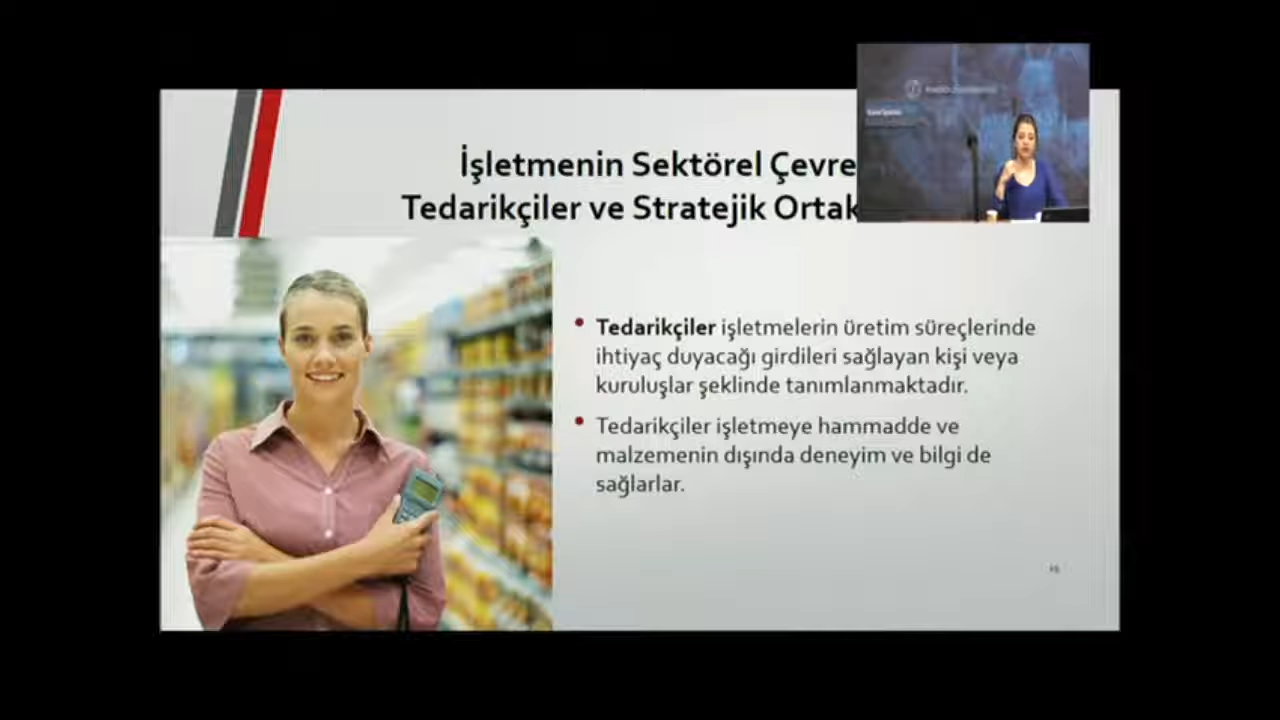 İşletmenin Sektörel Çevre
Tedarikçiler ve Stratejik Ortak
Tedarikçiler işletmelerin üretim süreçlerinde
ihtiyaç duyacağı girdileri sağlayan kişi veya
kuruluşlar şeklinde tanımlanmaktadır.
Tedarikçiler işletmeye hammadde ve
malzemenin dışında deneyim ve bilgi de
sağlarlar.